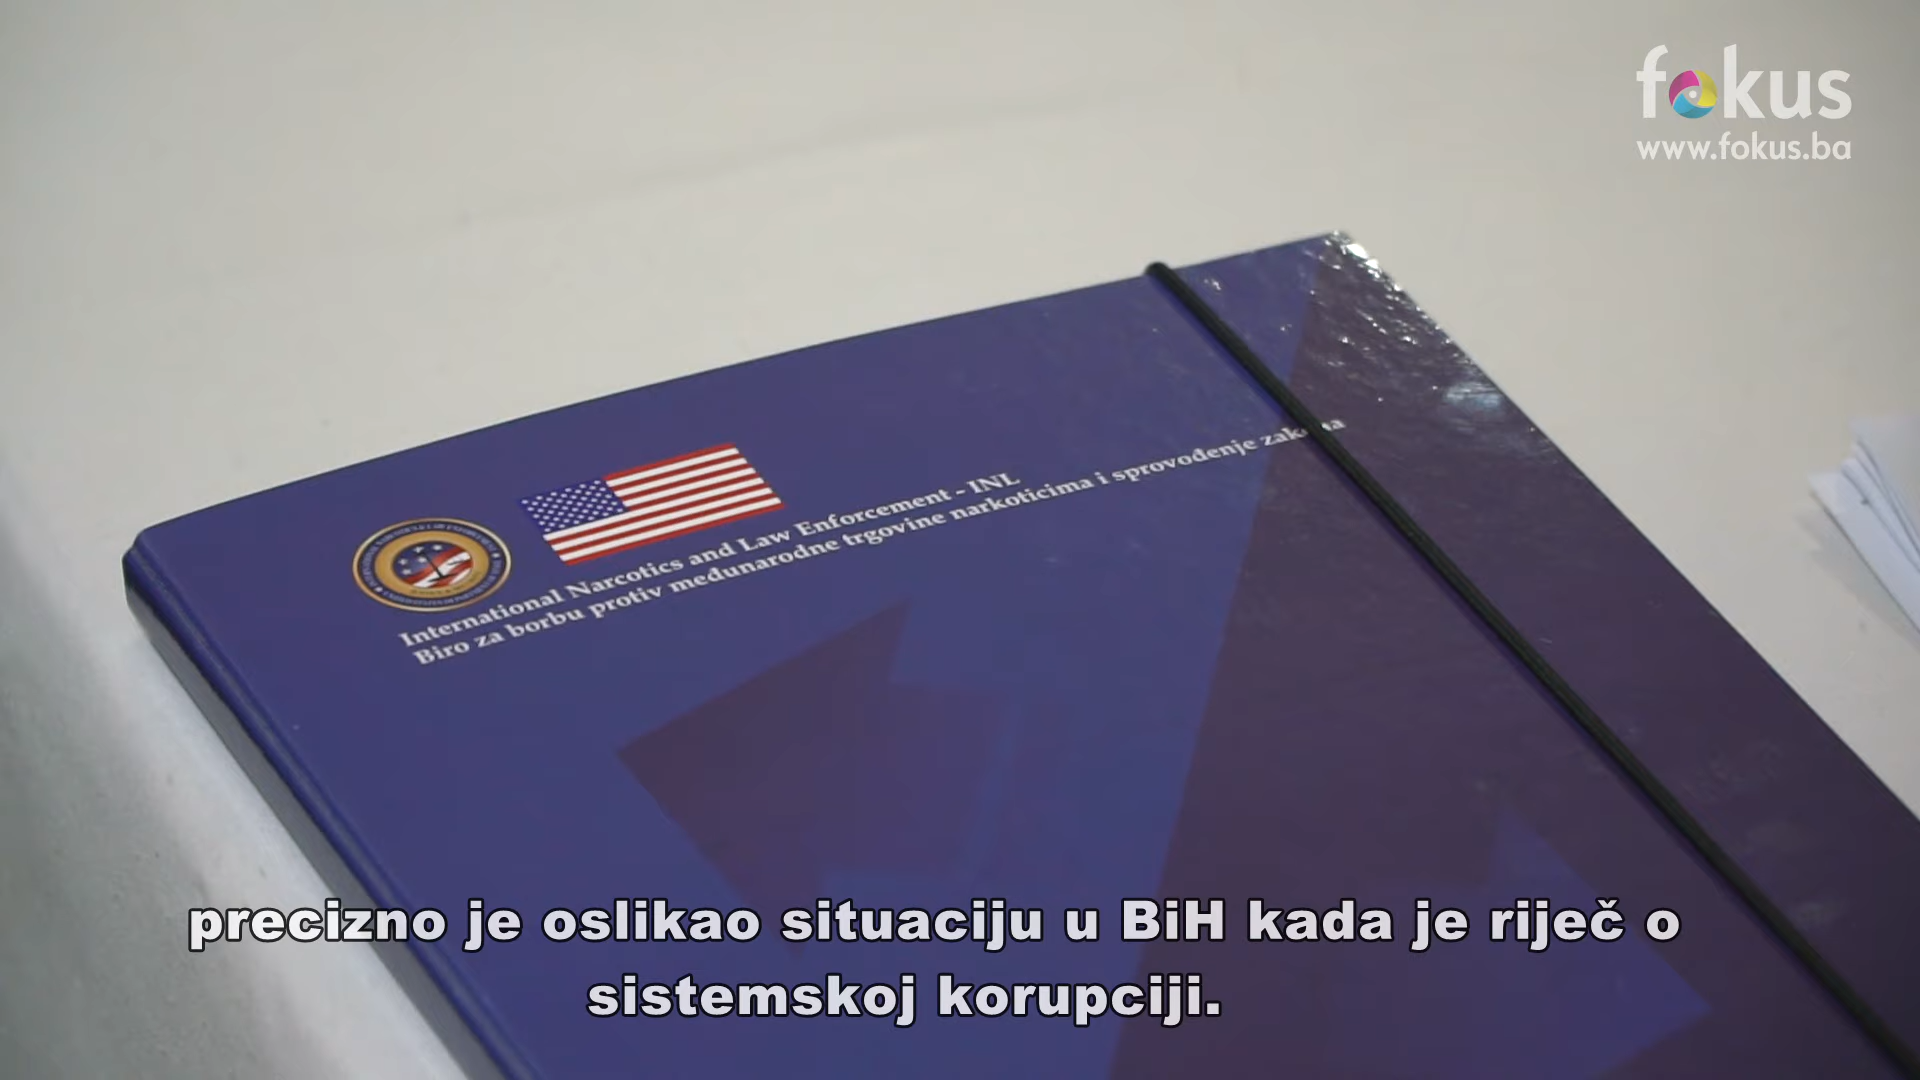 fokus
www.fokus.ba
International Narcotics and Law Enforcement - INL
Biro za borbu protiv međunarodne trgovine narkoticima i sprovođenje
precizno je oslikao situaciju u BiH kada je riječ o
sistemskoj korupciji.